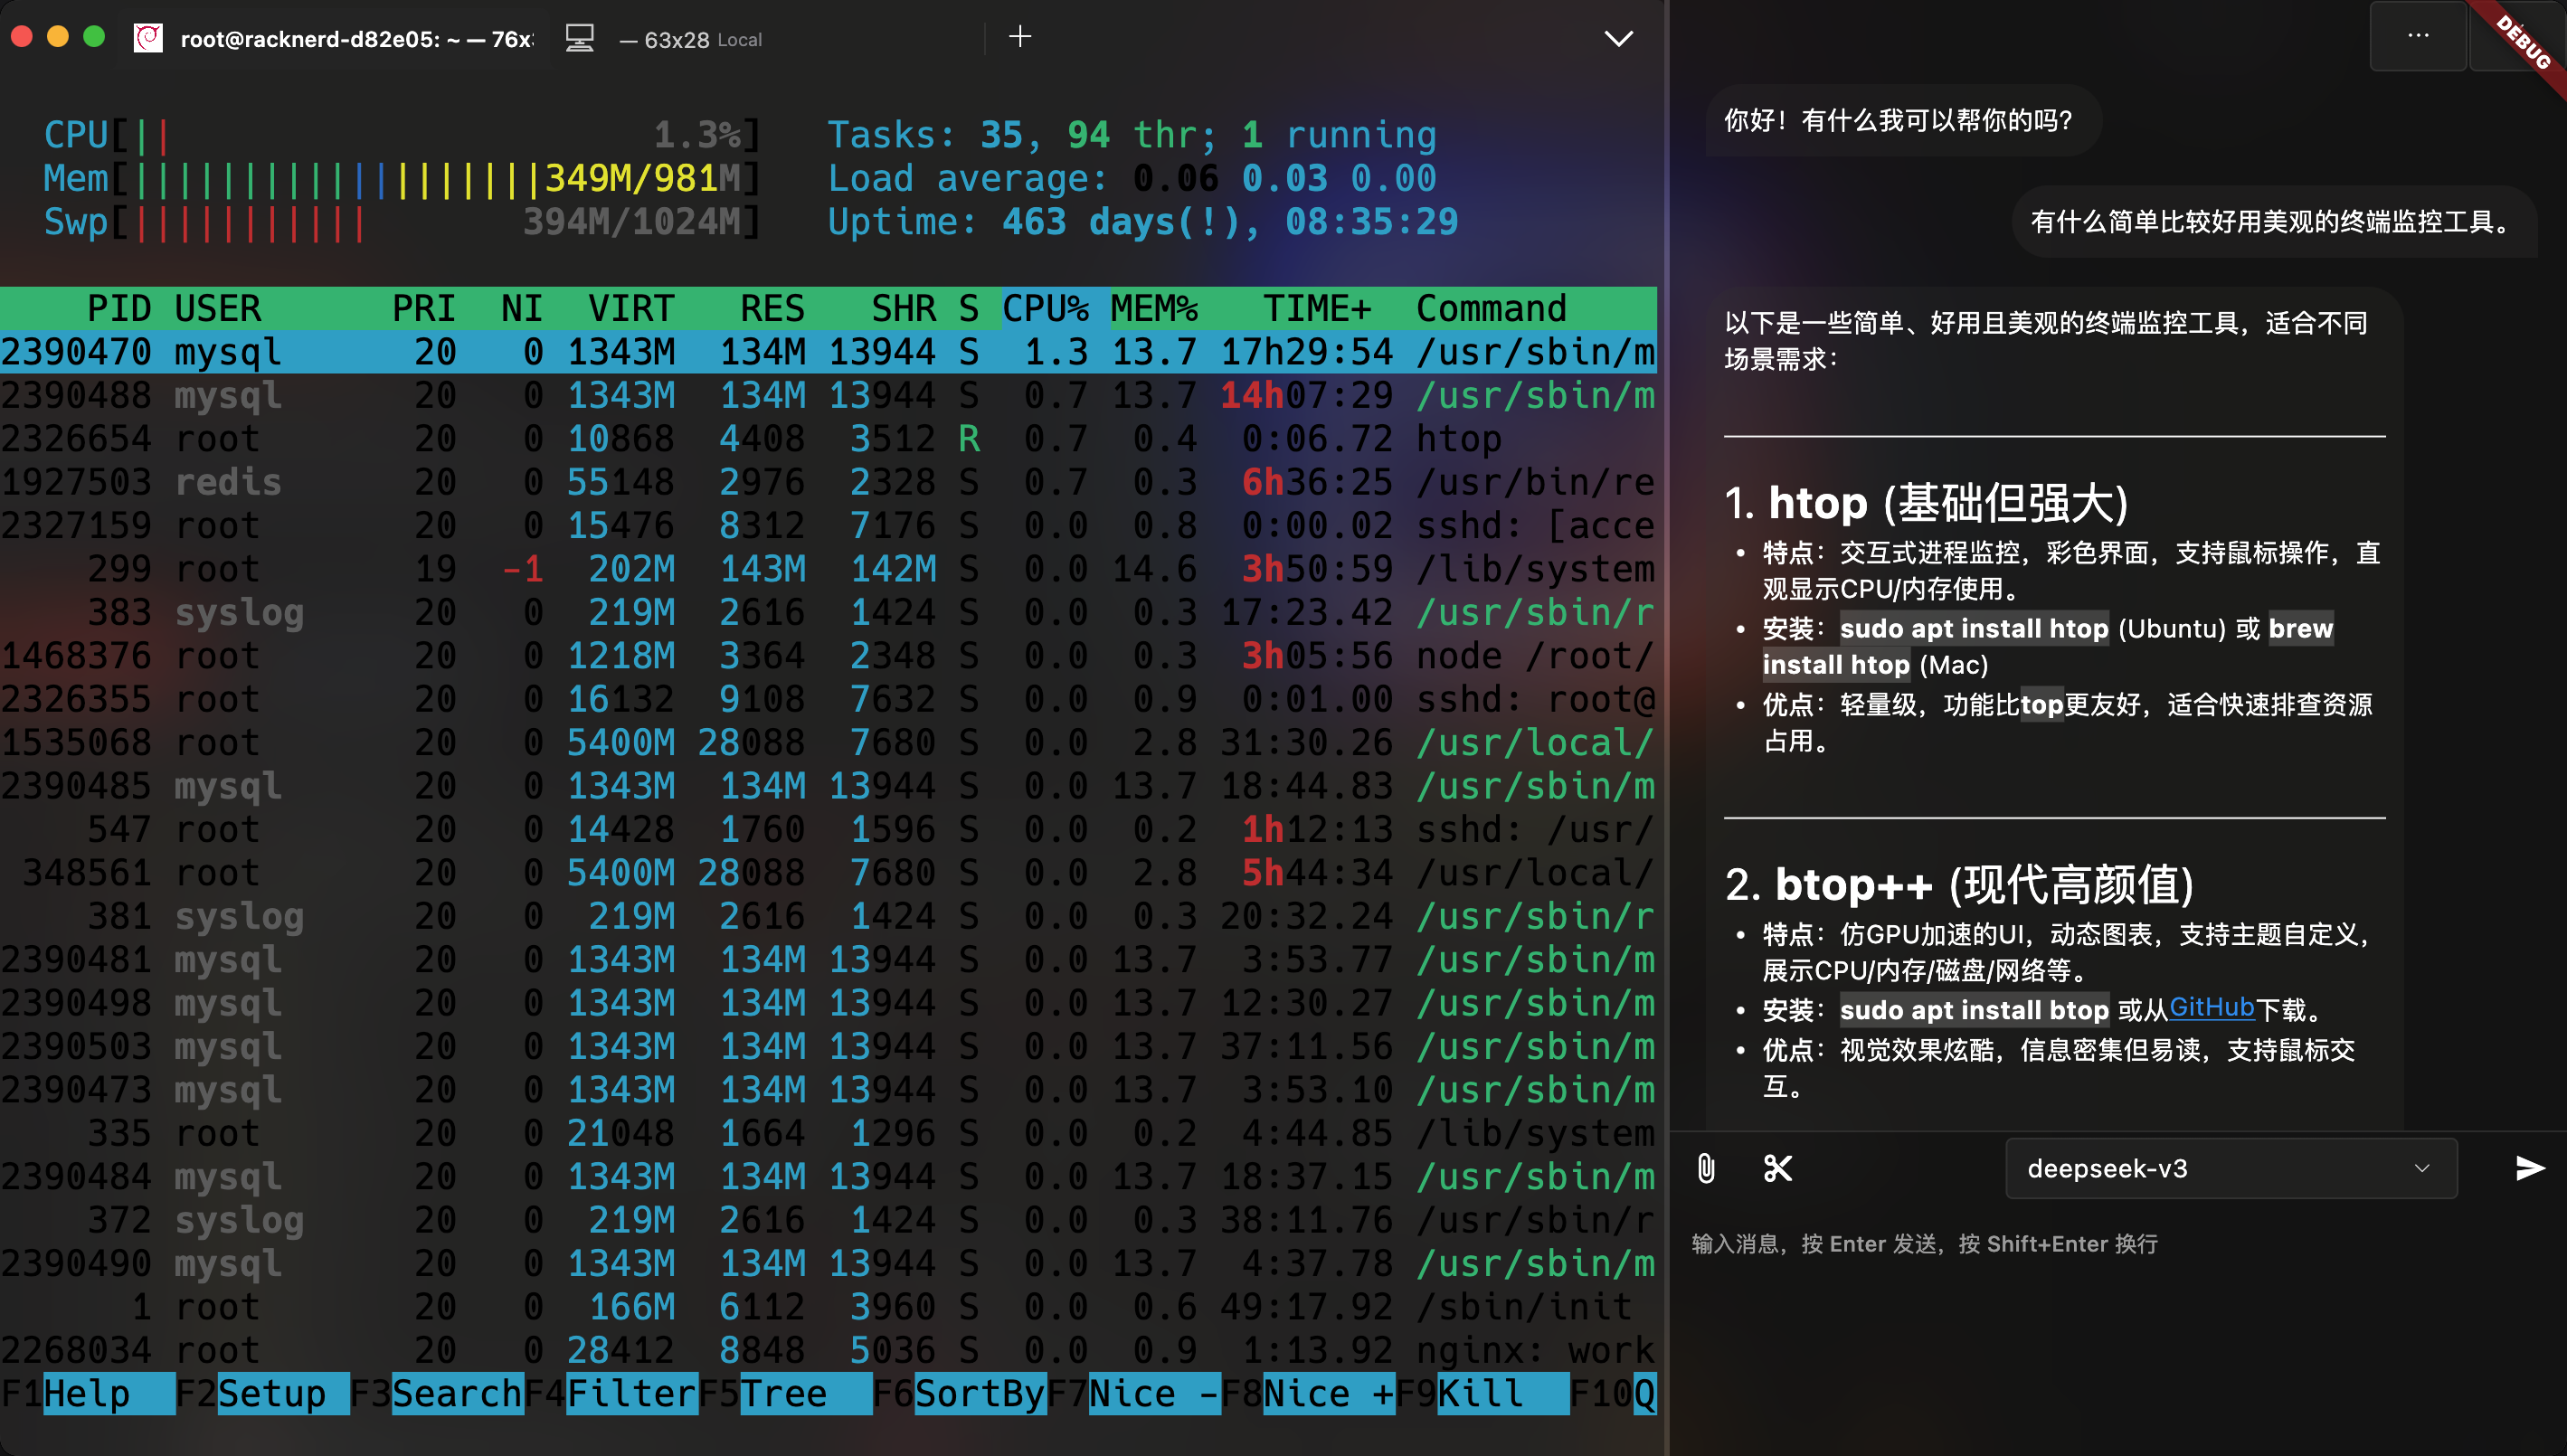 root@racknerd-d82e05: ~ — 76x
— 63x28 Local
CPU[|| 1.3%] Tasks: 35, 94 thr; 1 running
Mem[|||||||||||||||||||349M/981M] Load average: 0.06 0.03 0.00
Swp[||||||||||| 394M/1024M] Uptime: 463 days(!), 08:35:29
PID USER PRI NI VIRT RES SHR S CPU% MEM% TIME+ Command
2390470 mysql 20 0 1343M 134M 13944 S 1.3 13.7 17h29:54 /usr/sbin/m
2390488 mysql 20 0 1343M 134M 13944 S 0.7 13.7 14h07:29 /usr/sbin/m
2326654 root 20 0 10868 4408 3512 R 0.7 0.4 0:06.72 htop
1927503 redis 20 0 55148 2976 2328 S 0.7 0.3 6h36:25 /usr/bin/re
2327159 root 20 0 15476 8312 7176 S 0.0 0.8 0:00.02 sshd: [acce
299 root 19 -1 202M 143M 142M S 0.0 14.6 3h50:59 /lib/system
383 syslog 20 0 219M 2616 1424 S 0.0 0.3 17:23.42 /usr/sbin/r
1468376 root 20 0 1218M 3364 2348 S 0.0 0.3 3h05:56 node /root/
2326355 root 20 0 16132 9108 7632 S 0.0 0.9 0:01.00 sshd: root@
1535068 root 20 0 5400M 28088 7680 S 0.0 2.8 31:30.26 /usr/local/
2390485 mysql 20 0 1343M 134M 13944 S 0.0 13.7 18:44.83 /usr/sbin/m
547 root 20 0 14428 1760 1596 S 0.0 0.2 1h12:13 sshd: /usr/
348561 root 20 0 5400M 28088 7680 S 0.0 2.8 5h44:34 /usr/local/
381 syslog 20 0 219M 2616 1424 S 0.0 0.3 20:32.24 /usr/sbin/r
2390481 mysql 20 0 1343M 134M 13944 S 0.0 13.7 3:53.77 /usr/sbin/m
2390498 mysql 20 0 1343M 134M 13944 S 0.0 13.7 12:30.27 /usr/sbin/m
2390503 mysql 20 0 1343M 134M 13944 S 0.0 13.7 37:11.56 /usr/sbin/m
2390473 mysql 20 0 1343M 134M 13944 S 0.0 13.7 3:53.10 /usr/sbin/m
335 root 20 0 21048 1664 1296 S 0.0 0.2 4:44.85 /lib/system
2390484 mysql 20 0 1343M 134M 13944 S 0.0 13.7 18:37.15 /usr/sbin/m
372 syslog 20 0 219M 2616 1424 S 0.0 0.3 38:11.76 /usr/sbin/r
2390490 mysql 20 0 1343M 134M 13944 S 0.0 13.7 4:37.78 /usr/sbin/m
1 root 20 0 166M 6112 3960 S 0.0 0.6 49:17.92 /sbin/init
2268034 root 20 0 28412 8848 5036 S 0.0 0.9 1:13.92 nginx: work
F1Help F2Setup F3SearchF4FilterF5Tree F6SortByF7Nice -F8Nice +F9Kill F10Q
...
DEBUG
你好！有什么我可以帮你的吗?
有什么简单比较好用美观的终端监控工具。
以下是一些简单、好用且美观的终端监控工具，适合不同
场景需求：
1. htop (基础但强大)
• 特点：交互式进程监控，彩色界面，支持鼠标操作，直
观显示CPU/内存使用。
• 安装：sudo apt install htop (Ubuntu) 或 brew
install htop (Mac)
• 优点：轻量级，功能比top更友好，适合快速排查资源
占用。
2. btop++ (现代高颜值)
• 特点：仿GPU加速的UI，动态图表，支持主题自定义，
展示CPU/内存/磁盘/网络等。
• 安装：sudo apt install btop 或从GitHub下载。
• 优点：视觉效果炫酷，信息密集但易读，支持鼠标交
互。
deepseek-v3
输入消息，按 Enter 发送，按 Shift+Enter 换行